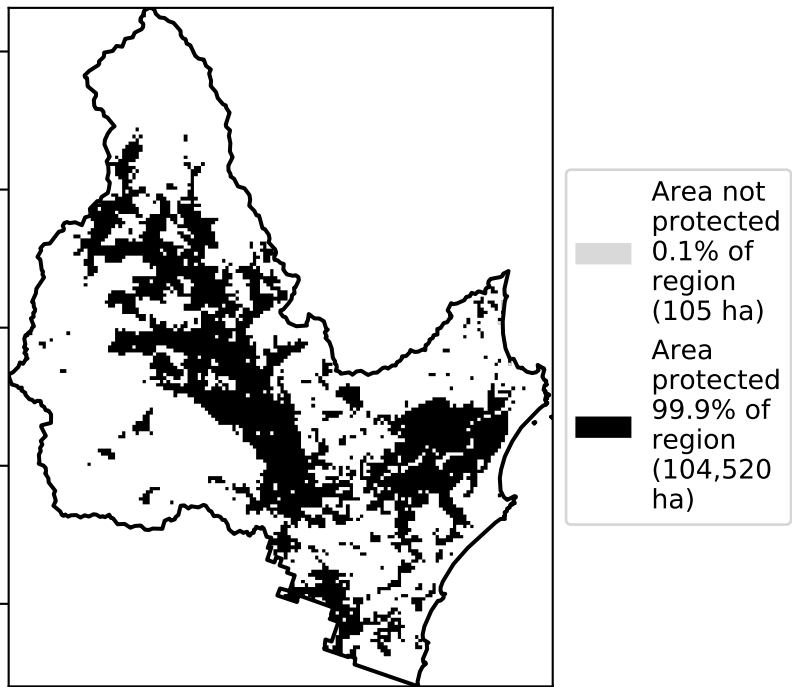 Area not
protected
0.1% of
region
(105 ha)
Area
protected
99.9% of
region
(104,520
ha)